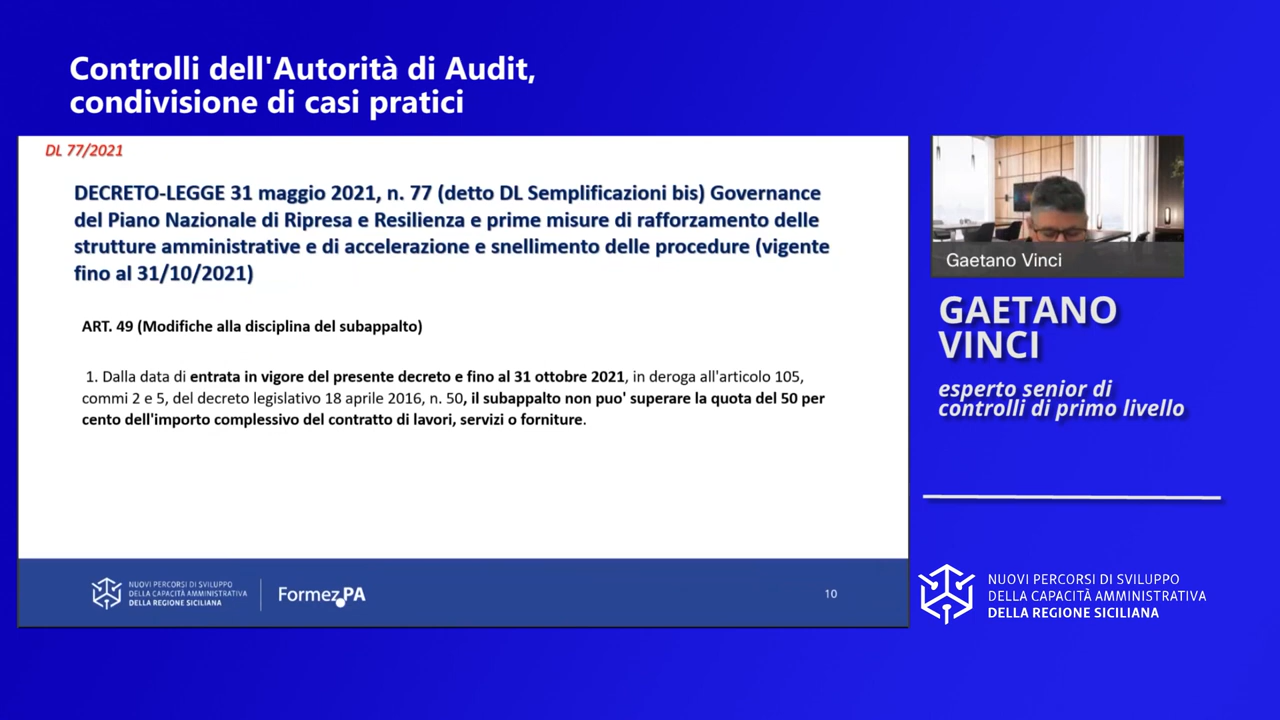 Controlli dell'Autorità di Audit,
condivisione di casi pratici
DL 77/2021
DECRETO-LEGGE 31 maggio 2021, n. 77 (detto DL Semplificazioni bis) Governance
del Piano Nazionale di Ripresa e Resilienza e prime misure di rafforzamento delle
strutture amministrative e di accelerazione e snellimento delle procedure (vigente
fino al 31/10/2021)
ART. 49 (Modifiche alla disciplina del subappalto)
1. Dalla data di entrata in vigore del presente decreto e fino al 31 ottobre 2021, in deroga all'articolo 105,
commi 2 e 5, del decreto legislativo 18 aprile 2016, n. 50, il subappalto non puo' superare la quota del 50 per
cento dell'importo complessivo del contratto di lavori, servizi o forniture.
NUOVI PERCORSI DI SVILUPPO
DELLA CAPACITÀ AMMINISTRATIVA
DELLA REGIONE SICILIANA
FormezPA
10
Gaetano Vinci
GAETANO
VINCI
esperto senior di
controlli di primo livello
NUOVI PERCORSI DI SVILUPPO
DELLA CAPACITÀ AMMINISTRATIVA
DELLA REGIONE SICILIANA